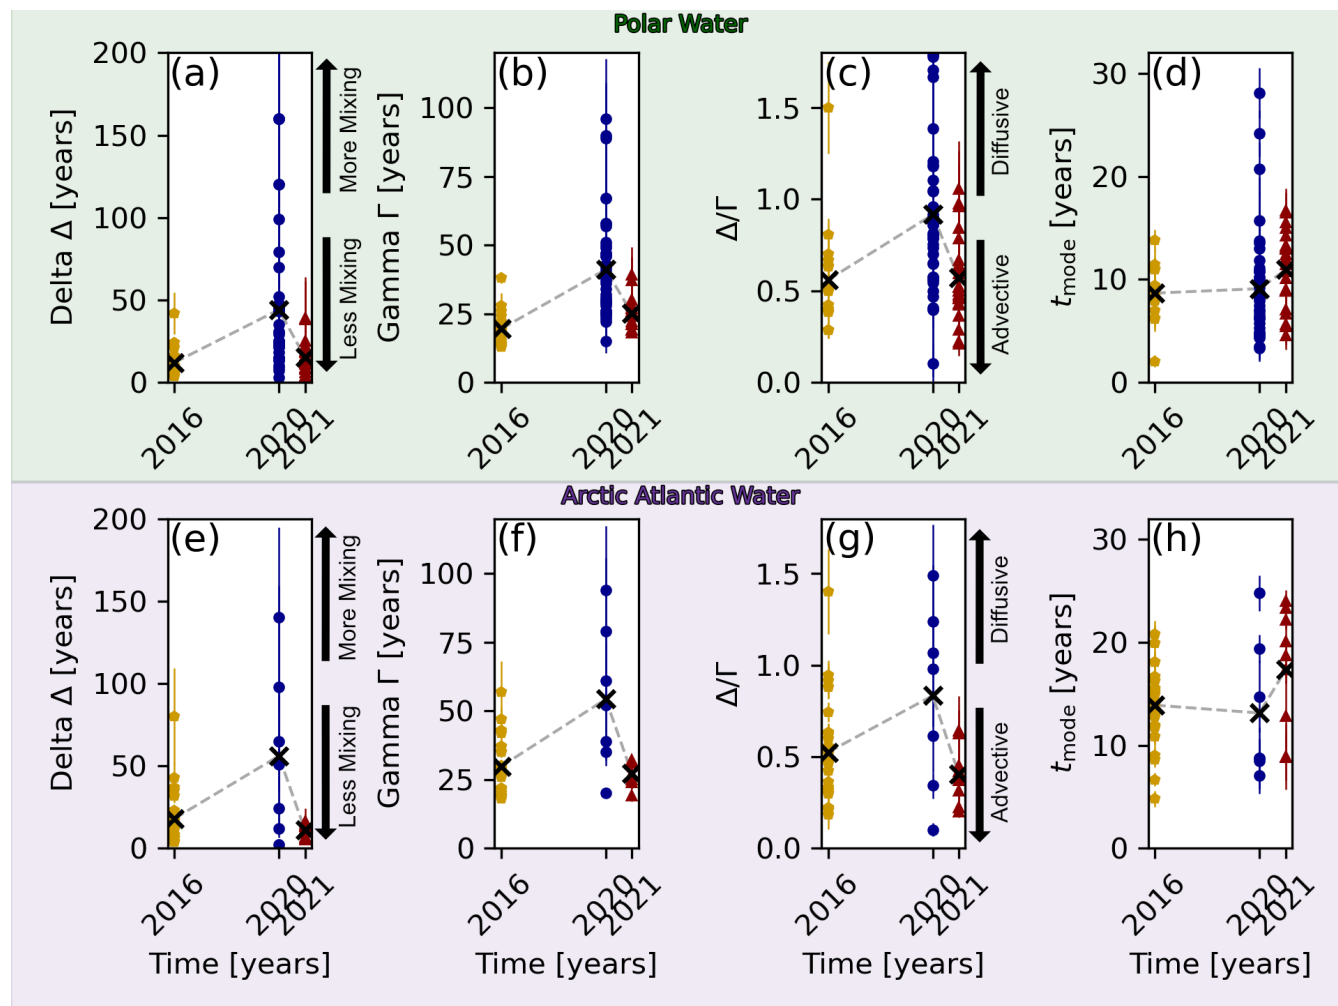 Polar Water
(a)
Delta Δ [years]
200
150
100
50
0
More Mixing
Less Mixing
2016
2020
2021
(b)
Gamma Γ [years]
100
75
50
25
0
2016
2020
2021
(c)
Δ/Γ
1.5
1.0
0.5
0.0
Diffusive
Advective
2016
2020
2021
(d)
tmode [years]
30
20
10
0
2016
2020
2021
Arctic Atlantic Water
(e)
Delta Δ [years]
200
150
100
50
0
More Mixing
Less Mixing
2016
2020
2021
Time [years]
(f)
Gamma Γ [years]
100
75
50
25
0
2016
2020
2021
Time [years]
(g)
Δ/Γ
1.5
1.0
0.5
0.0
Diffusive
Advective
2016
2020
2021
Time [years]
(h)
tmode [years]
30
20
10
0
2016
2020
2021
Time [years]